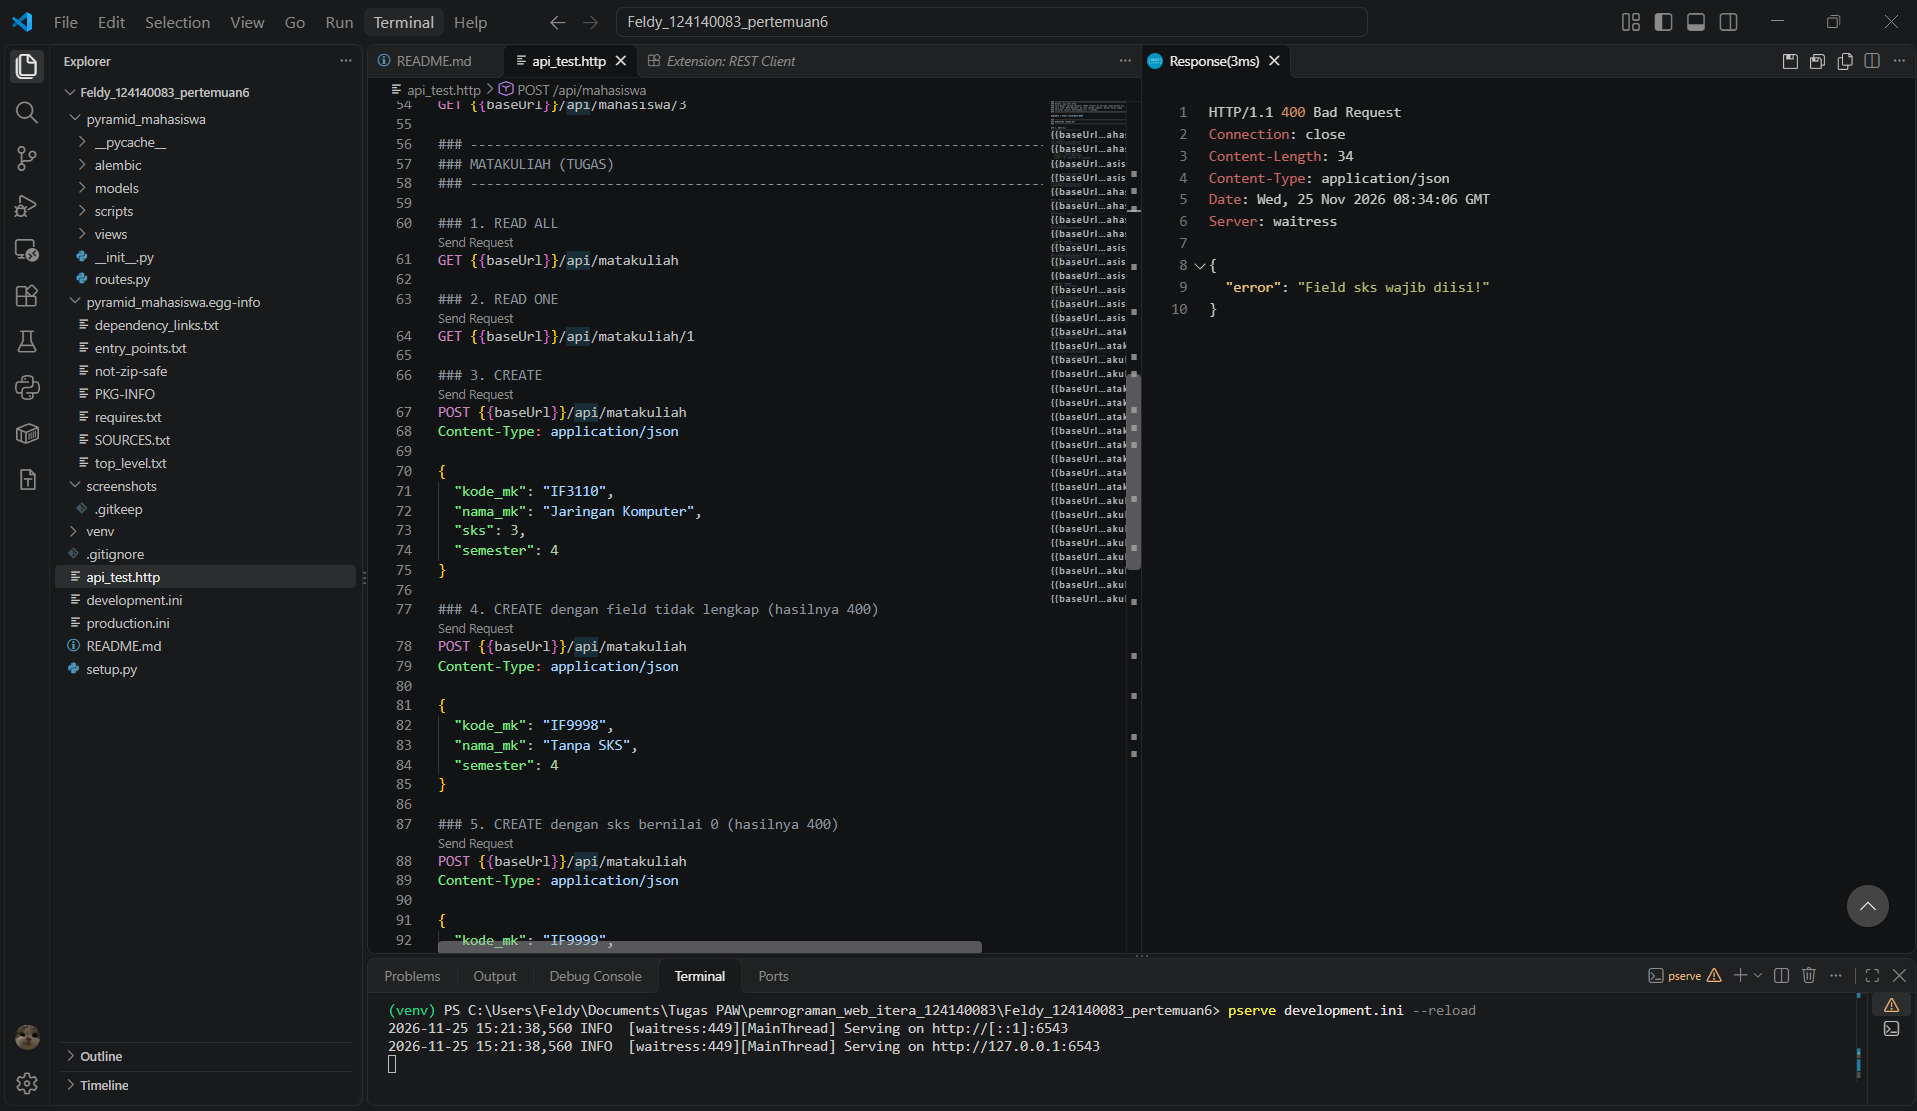 File Edit Selection View Go Run Terminal Help
Feldy_124140083_pertemuan6
Explorer
Feldy_124140083_pertemuan6
pyramid_mahasiswa
__pycache__
alembic
models
scripts
views
__init__.py
routes.py
pyramid_mahasiswa.egg-info
dependency_links.txt
entry_points.txt
not-zip-safe
PKG-INFO
requires.txt
SOURCES.txt
top_level.txt
screenshots
.gitkeep
venv
.gitignore
api_test.http
development.ini
production.ini
README.md
setup.py
Outline
Timeline
README.md
api_test.http
Extension: REST Client
api_test.http > POST /api/mahasiswa
54 GET {{baseUrl}}/api/mahasiswa/3
55
56 ### -----------------------------------------------------------------------
57 ### MATAKULIAH (TUGAS)
58 ### -----------------------------------------------------------------------
59
60 ### 1. READ ALL
Send Request
61 GET {{baseUrl}}/api/matakuliah
62
63 ### 2. READ ONE
Send Request
64 GET {{baseUrl}}/api/matakuliah/1
65
66 ### 3. CREATE
Send Request
67 POST {{baseUrl}}/api/matakuliah
68 Content-Type: application/json
69
70 {
71 "kode_mk": "IF3110",
72 "nama_mk": "Jaringan Komputer",
73 "sks": 3,
74 "semester": 4
75 }
76
77 ### 4. CREATE dengan field tidak lengkap (hasilnya 400)
Send Request
78 POST {{baseUrl}}/api/matakuliah
79 Content-Type: application/json
80
81 {
82 "kode_mk": "IF9998",
83 "nama_mk": "Tanpa SKS",
84 "semester": 4
85 }
86
87 ### 5. CREATE dengan sks bernilai 0 (hasilnya 400)
Send Request
88 POST {{baseUrl}}/api/matakuliah
89 Content-Type: application/json
90
91 {
92 "kode_mk": "IF9999",
Response(3ms)
1 HTTP/1.1 400 Bad Request
2 Connection: close
3 Content-Length: 34
4 Content-Type: application/json
5 Date: Wed, 25 Nov 2026 08:34:06 GMT
6 Server: waitress
7
8 {
9 "error": "Field sks wajib diisi!"
10 }
Problems Output Debug Console Terminal Ports
pserve
(venv) PS C:\Users\Feldy\Documents\Tugas PAW\pemrograman_web_itera_124140083\Feldy_124140083_pertemuan6> pserve development.ini --reload
2026-11-25 15:21:38,560 INFO [waitress:449][MainThread] Serving on http://[::1]:6543
2026-11-25 15:21:38,560 INFO [waitress:449][MainThread] Serving on http://127.0.0.1:6543